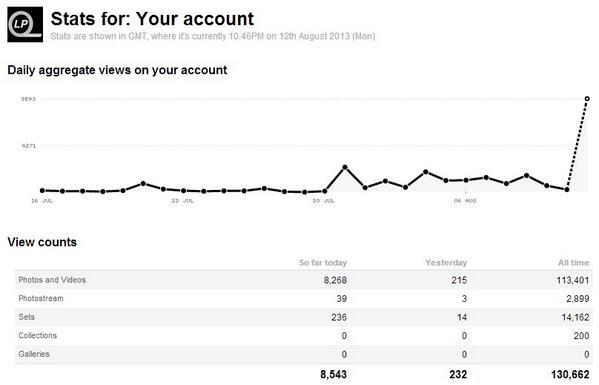 LP
Stats for: Your account
Stats are shown in GMT, where it's currently 10.46PM on 12th August 2013 (Mon)
Daily aggregate views on your account
8543
4271
16 JUL 23 JUL 30 JUL 06 AUG
View counts
So far today Yesterday All time
Photos and Videos 8,268 215 113,401
Photostream 39 3 2,899
Sets 236 14 14,162
Collections 0 0 200
Galleries 0 0 0
8,543 232 130,662